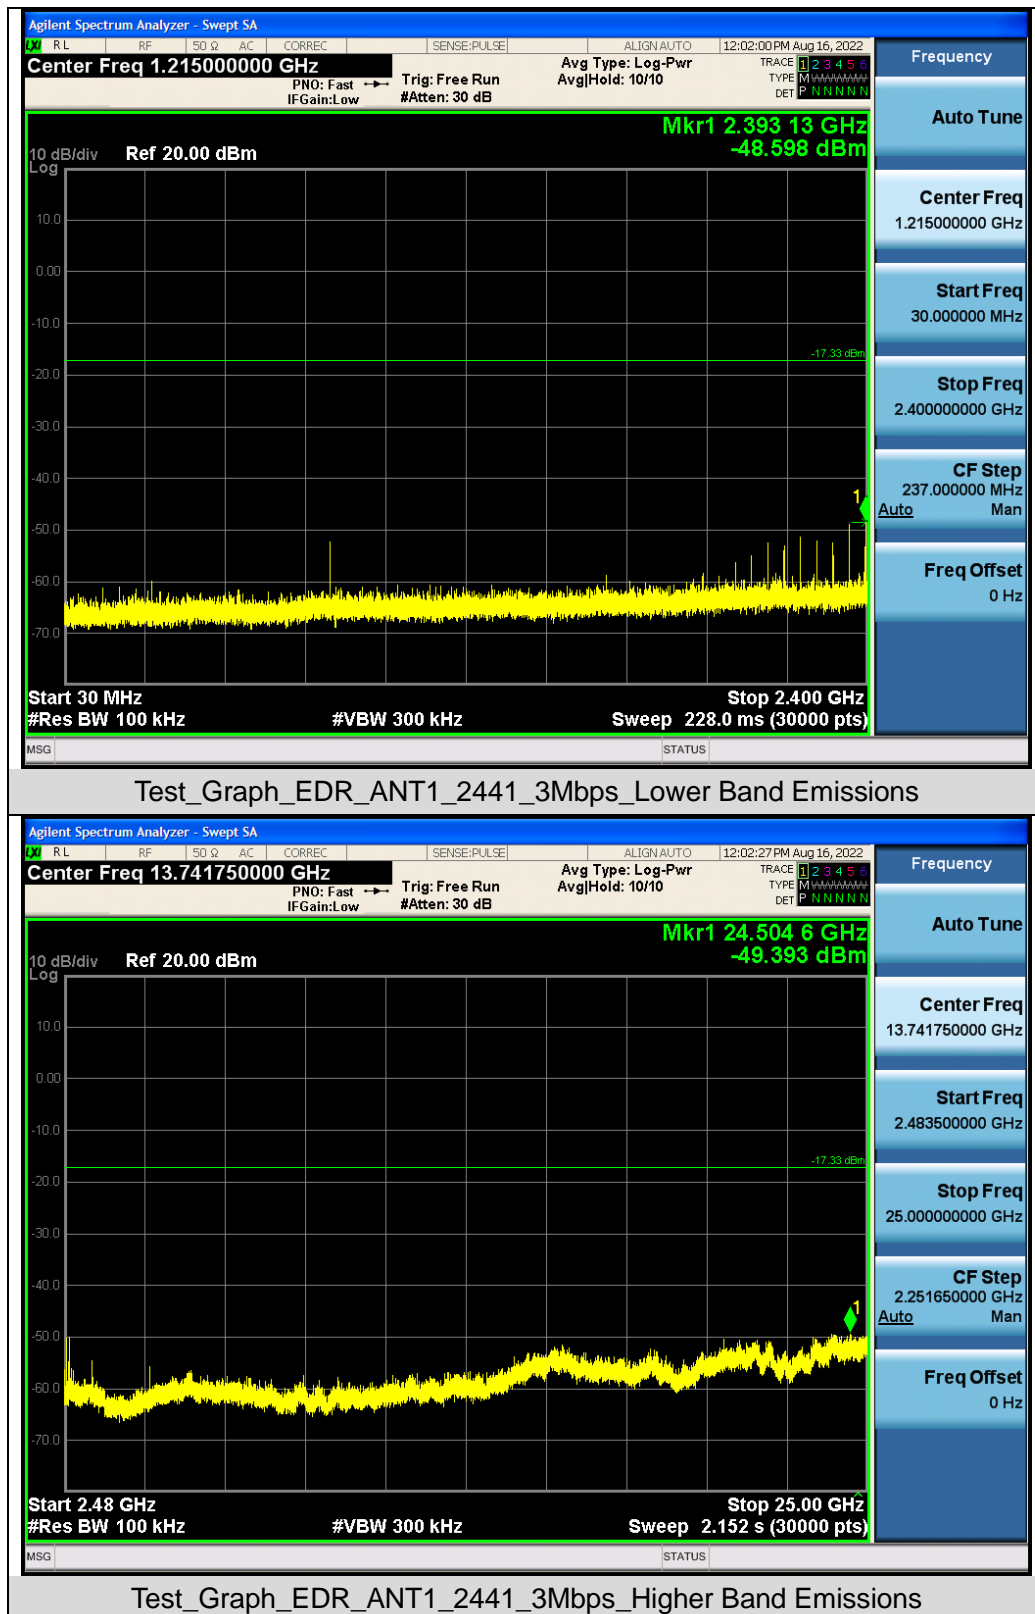 Agilent Spectrum Analyzer - Swept SA
LXI RL RF 50 Ω AC CORREC SENSE:PULSE ALIGN AUTO 12:02:00 PM Aug 16, 2022
Center Freq 1.215000000 GHz
PNO: Fast
IFGain:Low
Trig: Free Run
#Atten: 30 dB
Avg Type: Log-Pwr
Avg|Hold: 10/10
TRACE 1 2 3 4 5 6
TYPE M WWWWW
DET P N N N N N
Mkr1 2.393 13 GHz
-48.598 dBm
10 dB/div Ref 20.00 dBm
Log
10.0
0.00
-10.0
-17.33 dBm
-20.0
-30.0
-40.0
1
-50.0
-60.0
-70.0
Start 30 MHz Stop 2.400 GHz
#Res BW 100 kHz #VBW 300 kHz Sweep 228.0 ms (30000 pts)
MSG STATUS
Frequency
Auto Tune
Center Freq
1.215000000 GHz
Start Freq
30.000000 MHz
Stop Freq
2.400000000 GHz
CF Step
237.000000 MHz
Auto Man
Freq Offset
0 Hz
Test_Graph_EDR_ANT1_2441_3Mbps_Lower Band Emissions
Agilent Spectrum Analyzer - Swept SA
LXI RL RF 50 Ω AC CORREC SENSE:PULSE ALIGN AUTO 12:02:27 PM Aug 16, 2022
Center Freq 13.741750000 GHz
PNO: Fast
IFGain:Low
Trig: Free Run
#Atten: 30 dB
Avg Type: Log-Pwr
Avg|Hold: 10/10
TRACE 1 2 3 4 5 6
TYPE M WWWWW
DET P N N N N N
Mkr1 24.504 6 GHz
-49.393 dBm
10 dB/div Ref 20.00 dBm
Log
10.0
0.00
-10.0
-17.33 dBm
-20.0
-30.0
-40.0
1
-50.0
-60.0
-70.0
Start 2.48 GHz Stop 25.00 GHz
#Res BW 100 kHz #VBW 300 kHz Sweep 2.152 s (30000 pts)
MSG STATUS
Frequency
Auto Tune
Center Freq
13.741750000 GHz
Start Freq
2.483500000 GHz
Stop Freq
25.000000000 GHz
CF Step
2.251650000 GHz
Auto Man
Freq Offset
0 Hz
Test_Graph_EDR_ANT1_2441_3Mbps_Higher Band Emissions